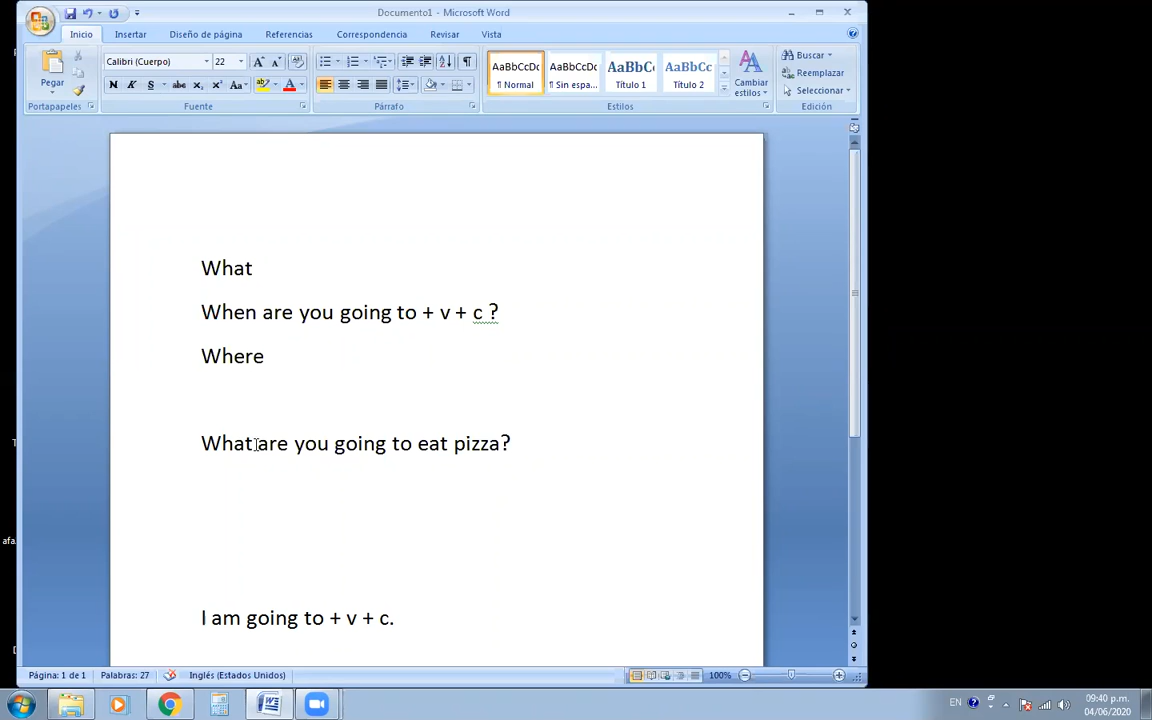 Documento1 - Microsoft Word
Inicio Insertar Diseño de página Referencias Correspondencia Revisar Vista
Pegar
Calibri (Cuerpo) 22
AaBbCcDc AaBbCcDc AaBbC AaBbCc
¶ Normal ¶ Sin espa... Título 1 Título 2
Cambiar estilos
Buscar
Reemplazar
Seleccionar
Portapapeles Fuente Párrafo Estilos Edición
What
When are you going to + v + c ?
Where
What are you going to eat pizza?
I am going to + v + c.
Página: 1 de 1 Palabras: 27 Inglés (Estados Unidos) 100%
EN 09:40 p.m.
04/06/2020